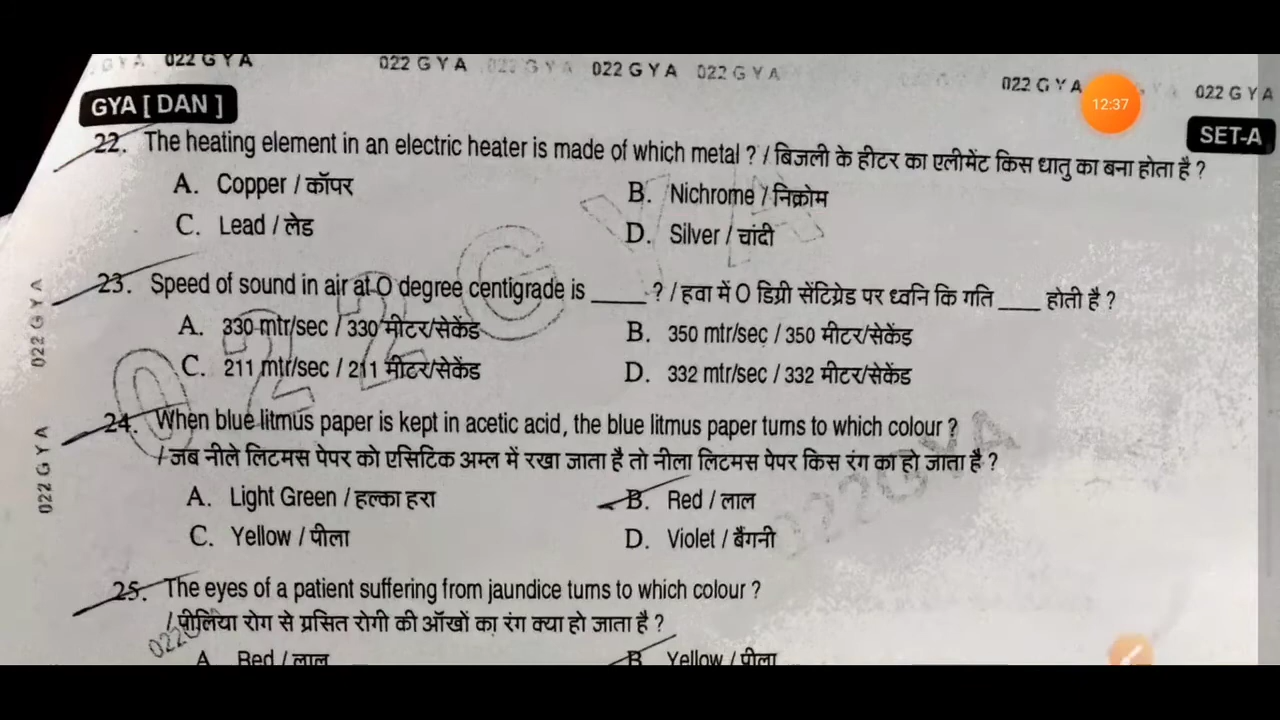 022 G Y A 022 G Y A 022 G Y A 022 G Y A 022 G Y A 022 G Y A 022 G Y A
12:37
GYA [ DAN ]
SET-A
22. The heating element in an electric heater is made of which metal ? / बिजली के हीटर का एलीमेंट किस धातु का बना होता है ?
A. Copper / कॉपर B. Nichrome / निक्रोम
C. Lead / लेड D. Silver / चांदी
23. Speed of sound in air at O degree centigrade is _____ ? / हवा में O डिग्री सेंटिग्रेड पर ध्वनि कि गति ____ होती है ?
A. 330 mtr/sec / 330 मीटर/सेकेंड B. 350 mtr/sec / 350 मीटर/सेकेंड
C. 211 mtr/sec / 211 मीटर/सेकेंड D. 332 mtr/sec / 332 मीटर/सेकेंड
24. When blue litmus paper is kept in acetic acid, the blue litmus paper turns to which colour ?
/ जब नीले लिटमस पेपर को एसिटिक अम्ल में रखा जाता है तो नीला लिटमस पेपर किस रंग का हो जाता है ?
A. Light Green / हल्का हरा B. Red / लाल
C. Yellow / पीला D. Violet / बैंगनी
25. The eyes of a patient suffering from jaundice turns to which colour ?
/ पीलिया रोग से ग्रसित रोगी की आँखों का रंग क्या हो जाता है ?
A Red / लाल B Yellow / पीला
022 G Y A
022 G Y A
022 G Y A
022GYA